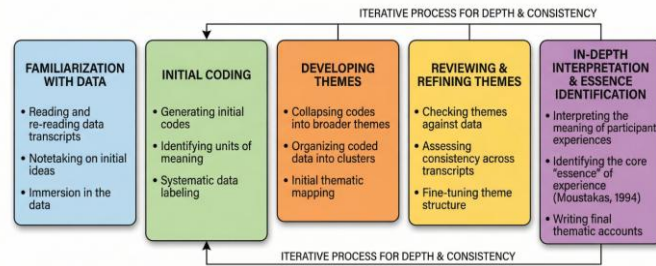 ITERATIVE PROCESS FOR DEPTH & CONSISTENCY
FAMILIARIZATION
WITH DATA
• Reading and
re-reading data
transcripts
• Notetaking on initial
ideas
• Immersion in the
data
INITIAL CODING
• Generating initial
codes
• Identifying units of
meaning
• Systematic data
labeling
DEVELOPING
THEMES
• Collapsing codes
into broader themes
• Organizing coded
data into clusters
• Initial thematic
mapping
REVIEWING &
REFINING THEMES
• Checking themes
against data
• Assessing
consistency across
transcripts
• Fine-tuning theme
structure
IN-DEPTH
INTERPRETATION
& ESSENCE
IDENTIFICATION
• Interpreting the
meaning of participant
experiences
• Identifying the core
"essence" of
experience
(Moustakas, 1994)
• Writing final
thematic accounts
ITERATIVE PROCESS FOR DEPTH & CONSISTENCY